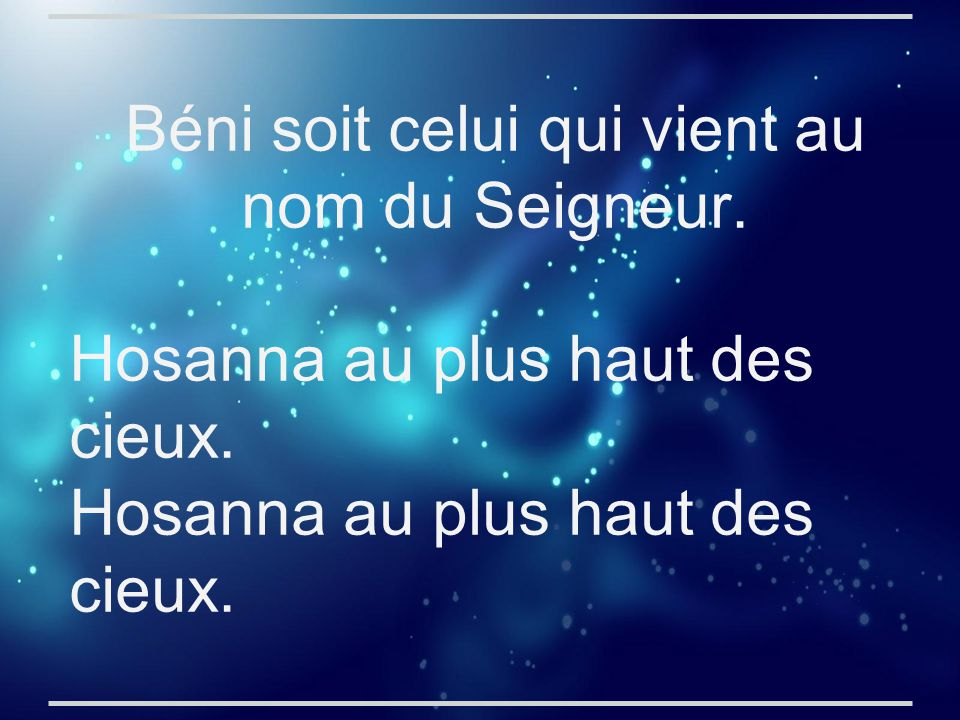 Béni soit celui qui vient au
nom du Seigneur.
Hosanna au plus haut des
cieux.
Hosanna au plus haut des
cieux.